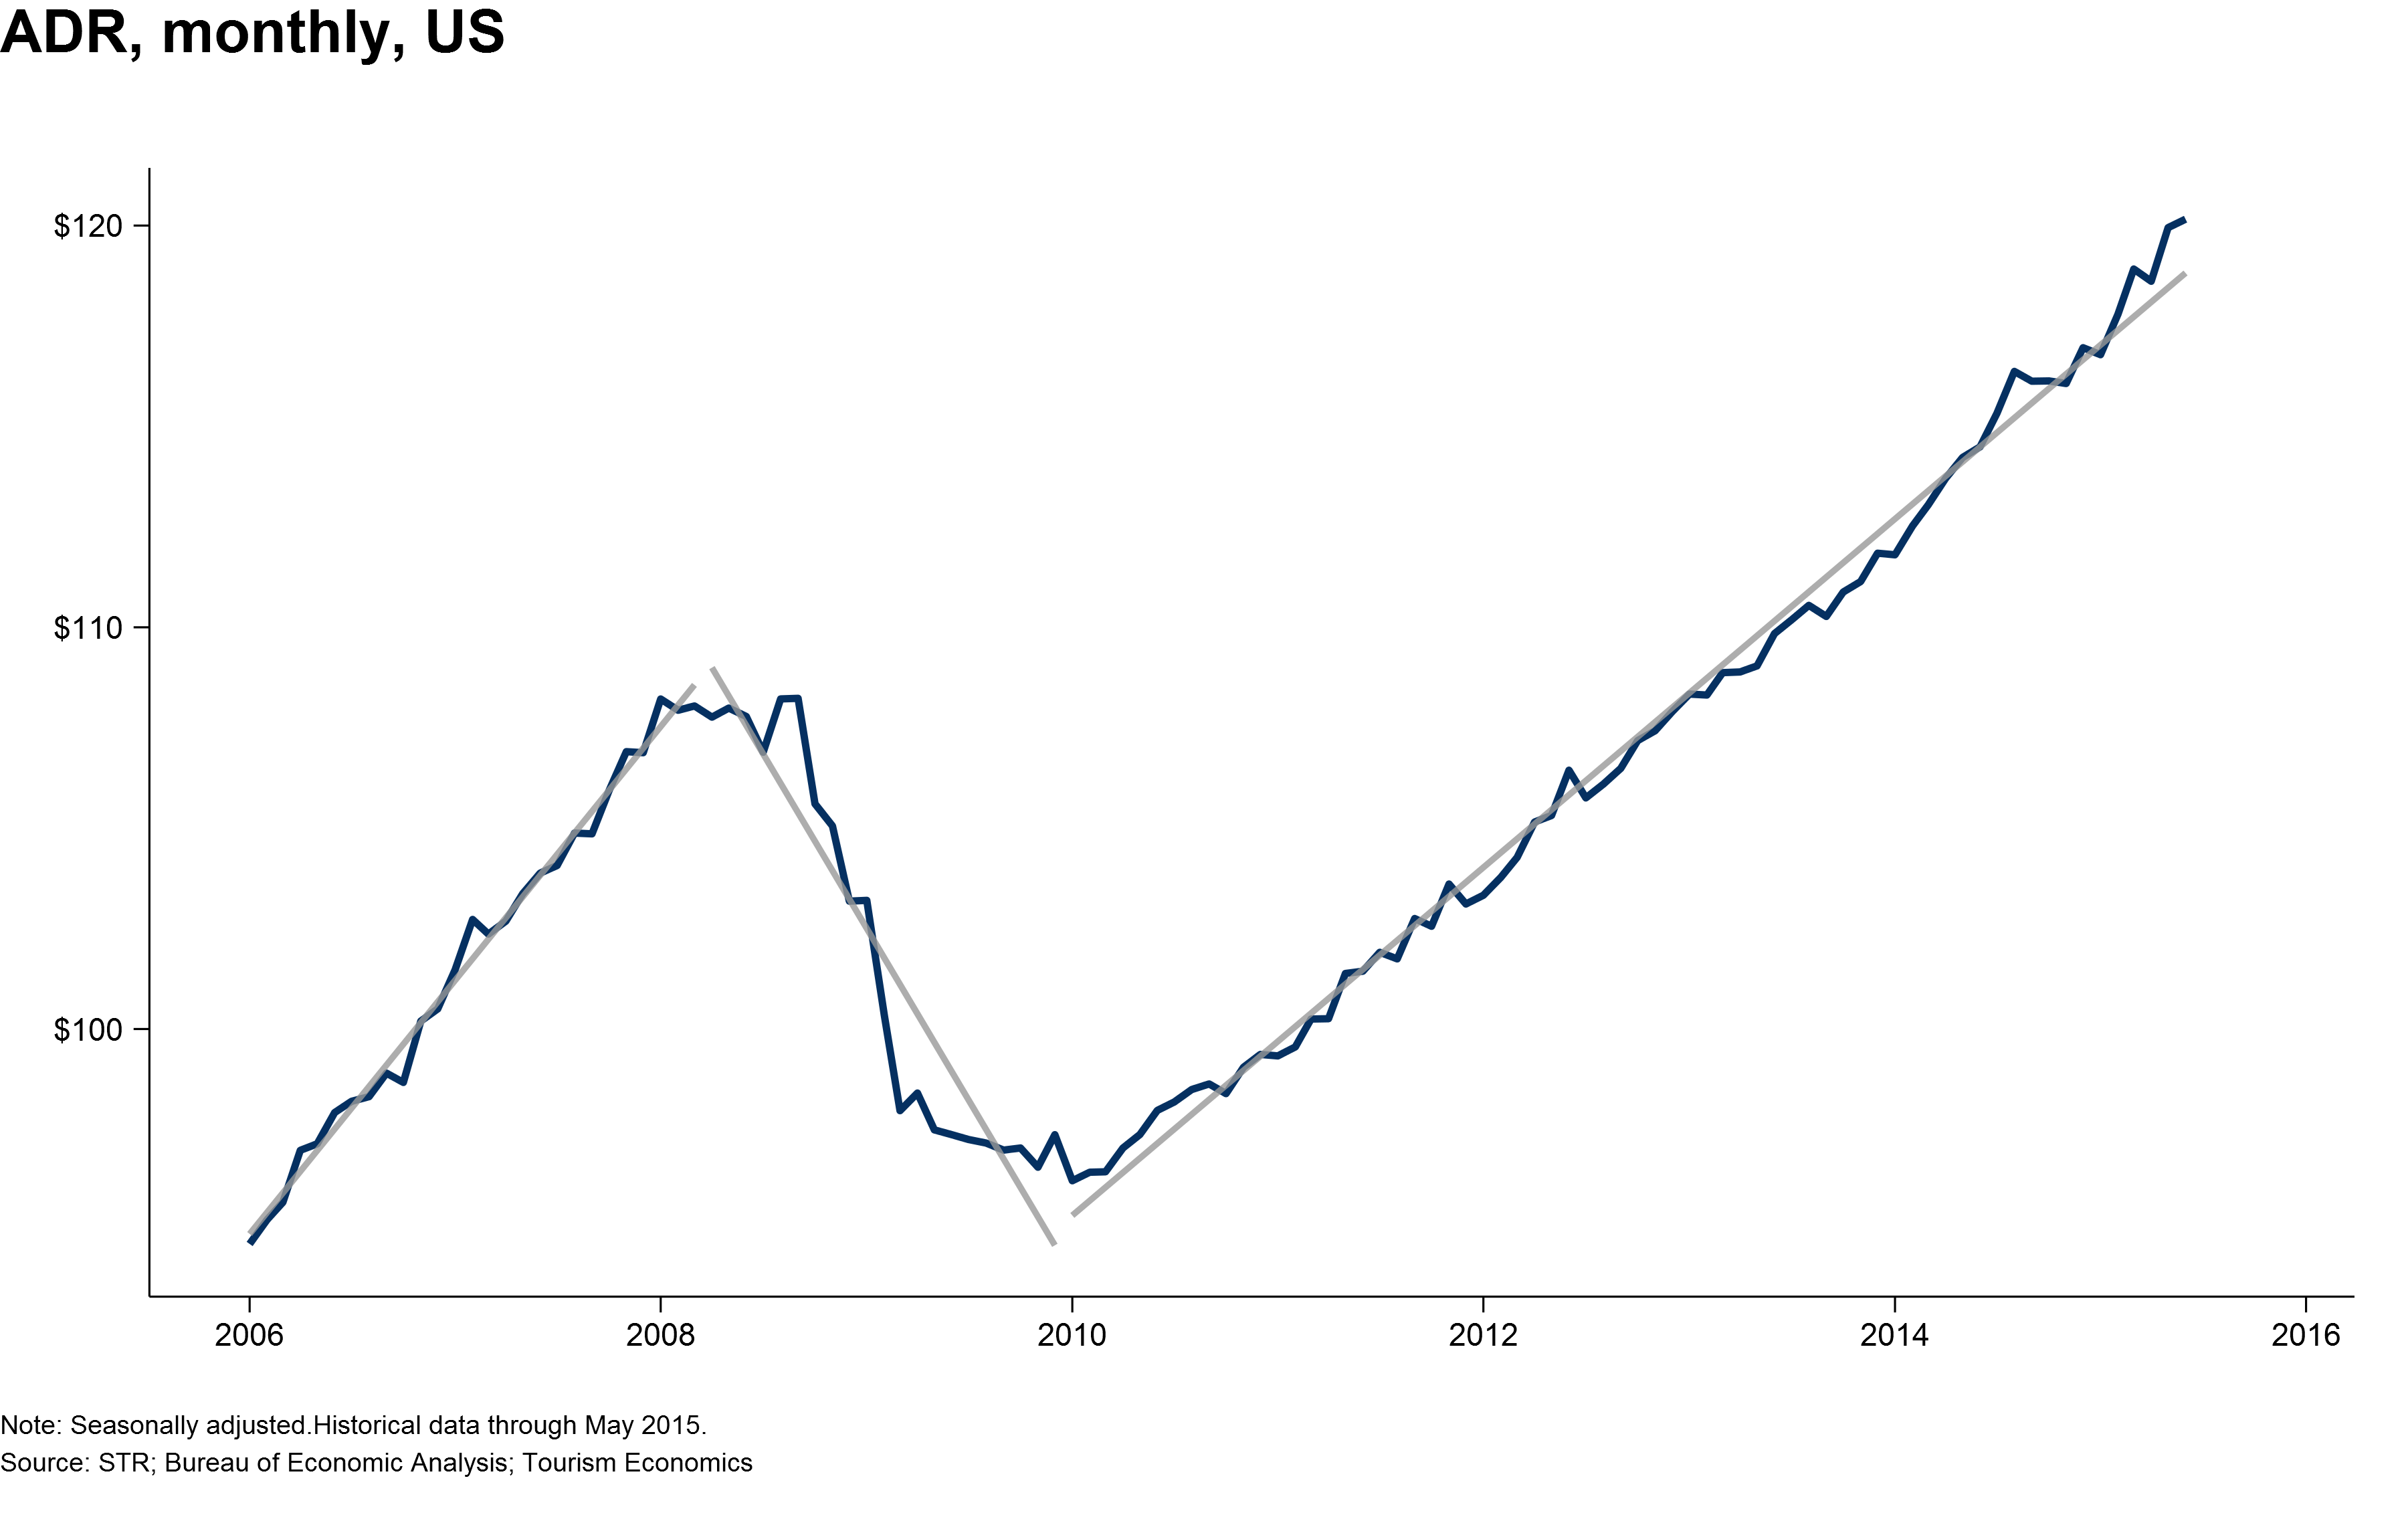 ADR, monthly, US
$120
$110
$100
2006 2008 2010 2012 2014 2016
Note: Seasonally adjusted.Historical data through May 2015.
Source: STR; Bureau of Economic Analysis; Tourism Economics